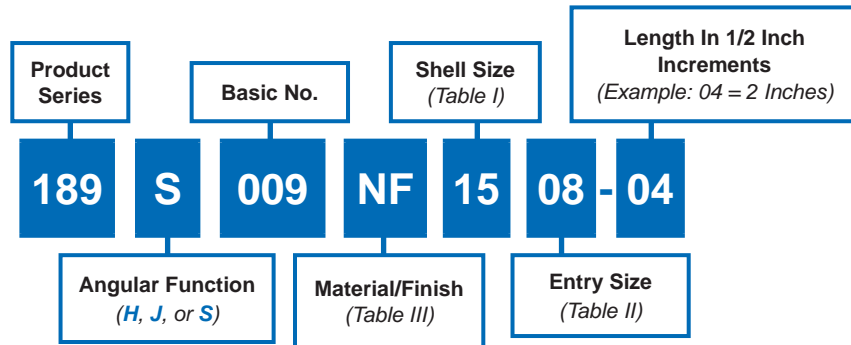 Product
Series
Basic No.
Shell Size
(Table I)
Length In 1/2 Inch
Increments
(Example: 04 = 2 Inches)
189 S 009 NF 15 08 - 04
Angular Function
(H, J, or S)
Material/Finish
(Table III)
Entry Size
(Table II)